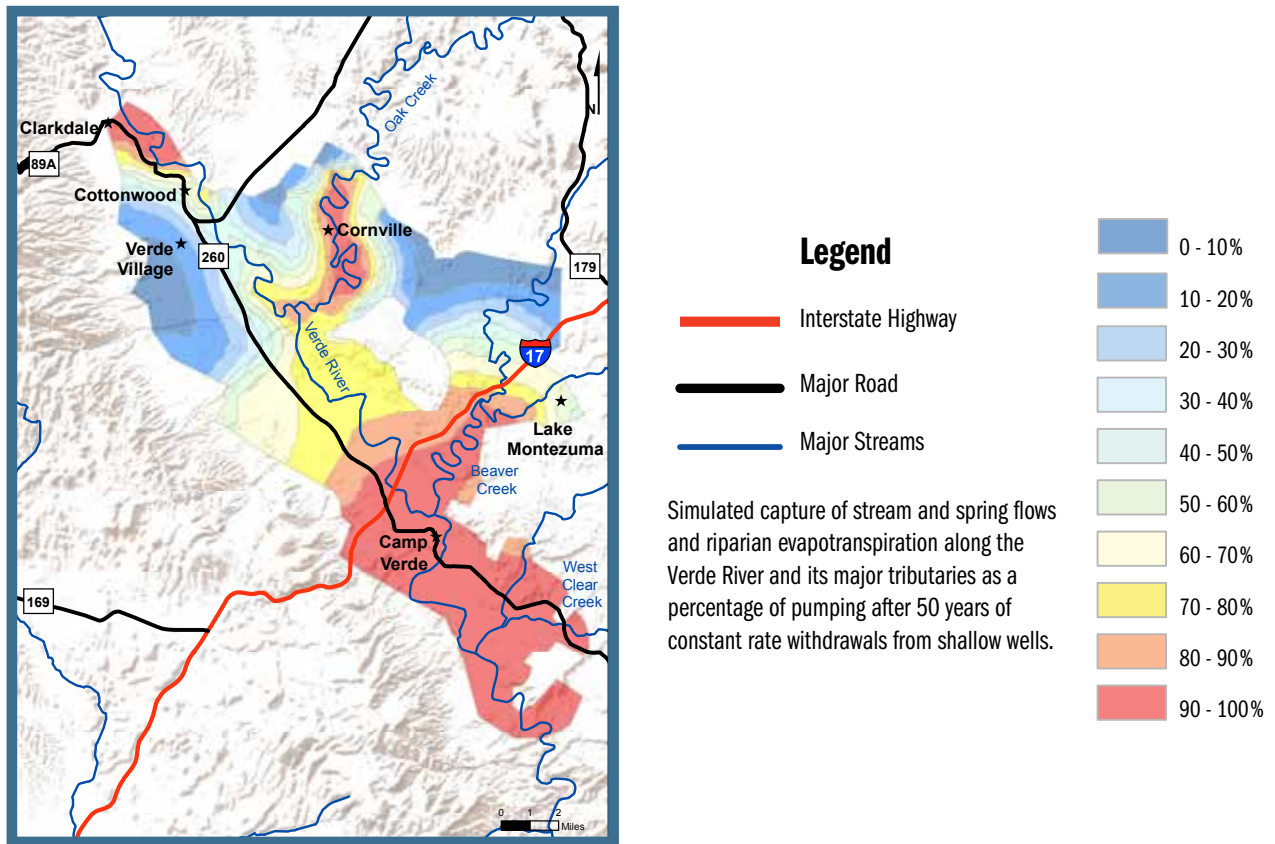 Oak Creek
N
Clarkdale
89A
Cottonwood
Cornville
Verde
Village
260
179
Verde River
17
Lake
Montezuma
Beaver
Creek
Camp
Verde
West
Clear
Creek
169
0 1 2
Miles
Legend
Interstate Highway
Major Road
Major Streams
Simulated capture of stream and spring flows
and riparian evapotranspiration along the
Verde River and its major tributaries as a
percentage of pumping after 50 years of
constant rate withdrawals from shallow wells.
0 - 10%
10 - 20%
20 - 30%
30 - 40%
40 - 50%
50 - 60%
60 - 70%
70 - 80%
80 - 90%
90 - 100%